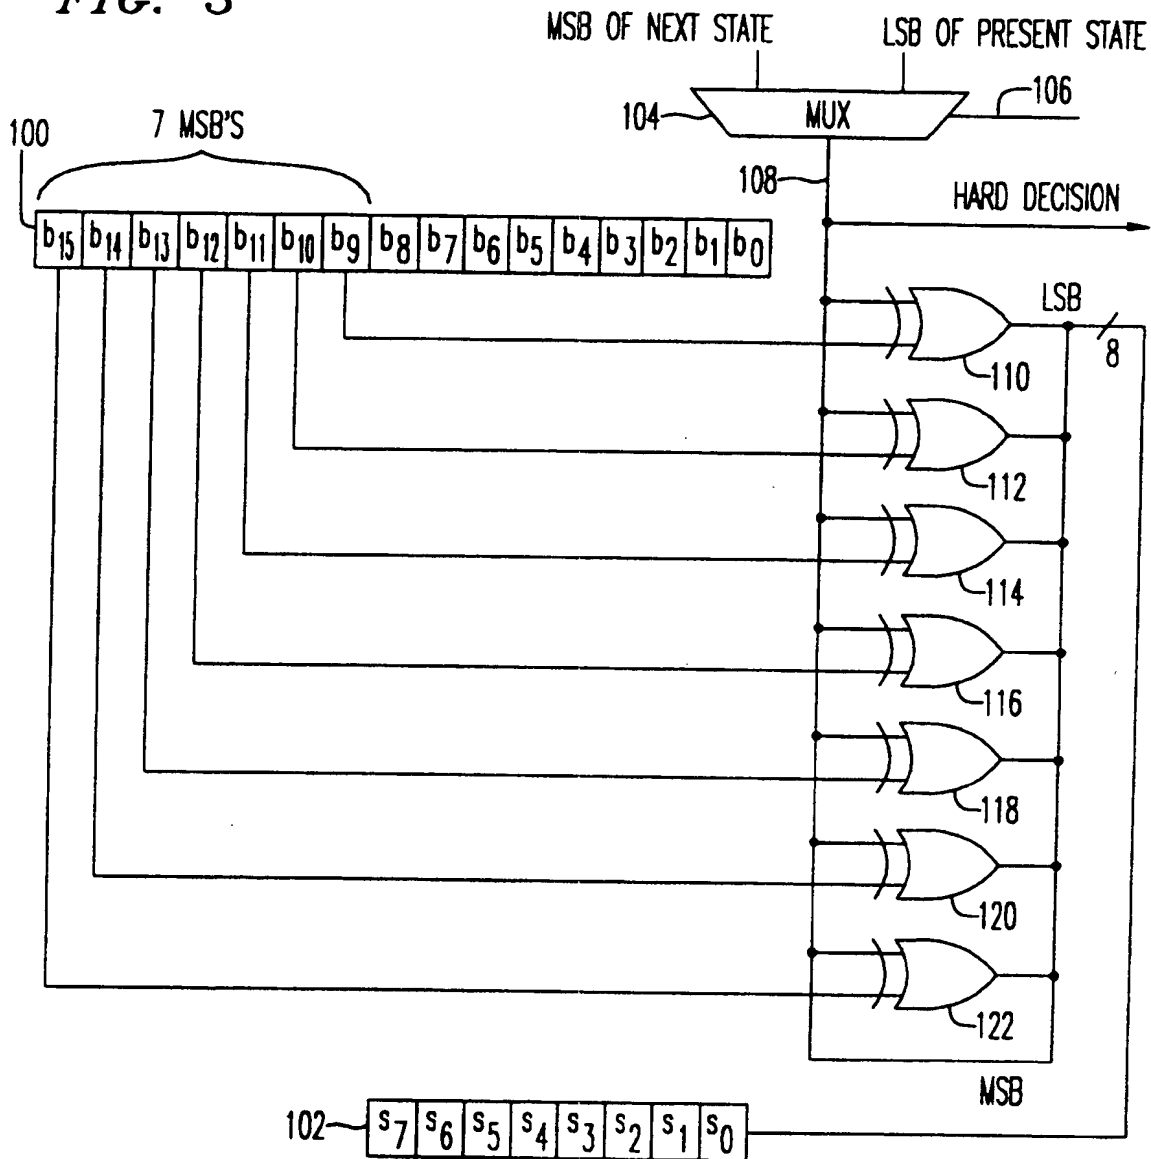 FIG. 3
MSB OF NEXT STATE
LSB OF PRESENT STATE
104
MUX
106
100
7 MSB'S
108
HARD DECISION
b15 b14 b13 b12 b11 b10 b9 b8 b7 b6 b5 b4 b3 b2 b1 b0
LSB
8
110
112
114
116
118
120
122
MSB
102
s7 s6 s5 s4 s3 s2 s1 s0